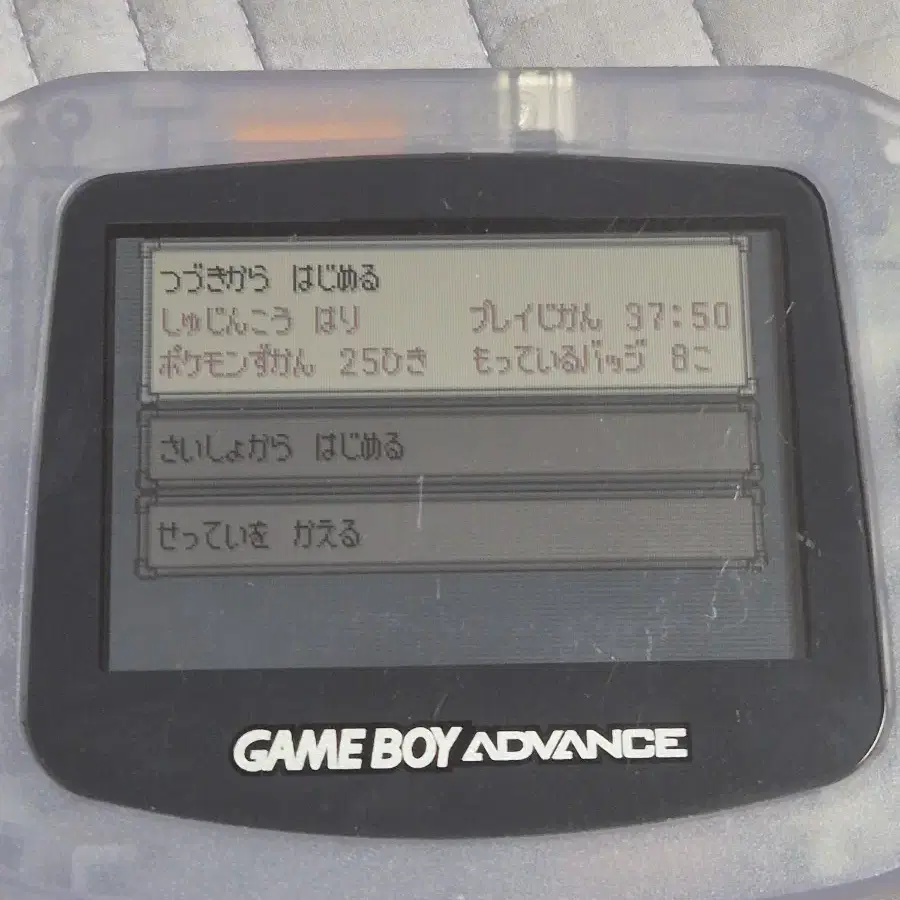 つづきから はじめる
しゅじんこう はり プレイじかん 37:50
ポケモンずかん 25ひき もっているバッジ 8こ
さいしょから はじめる
せっていを かえる
GAME BOY ADVANCE